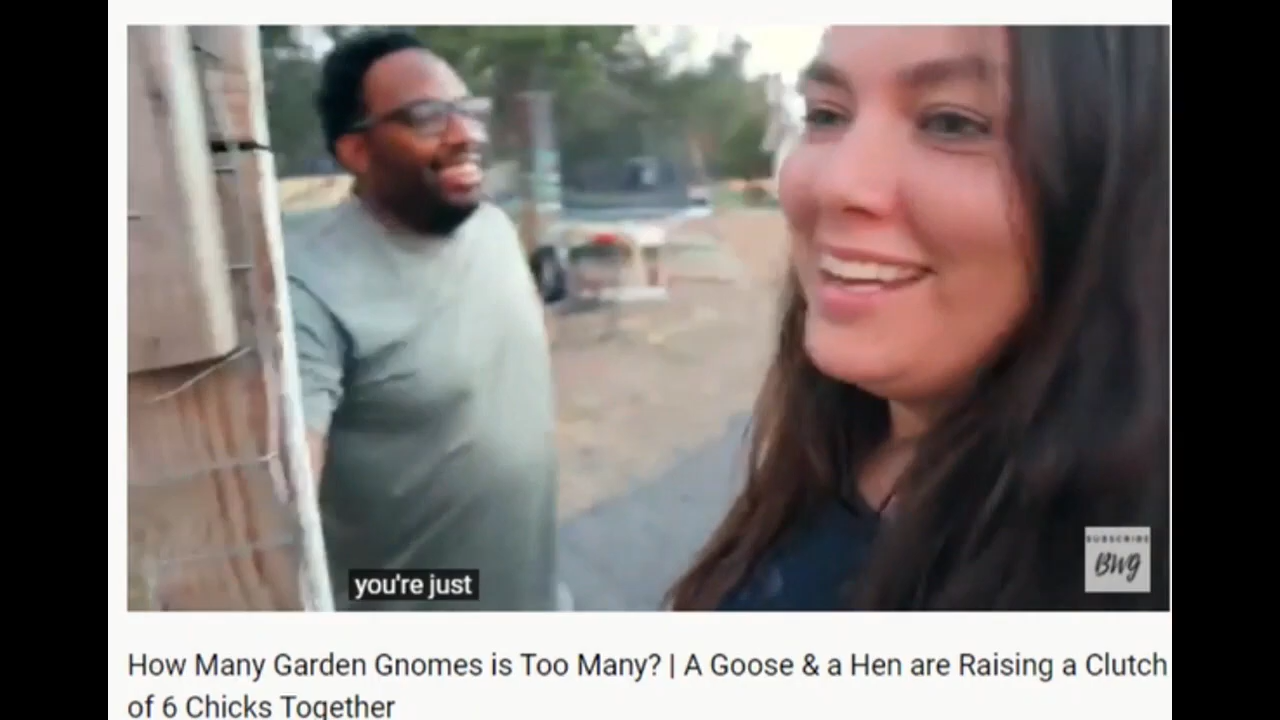 you're just
SUBSCRIBE
BWG
How Many Garden Gnomes is Too Many? | A Goose & a Hen are Raising a Clutch
of 6 Chicks Together